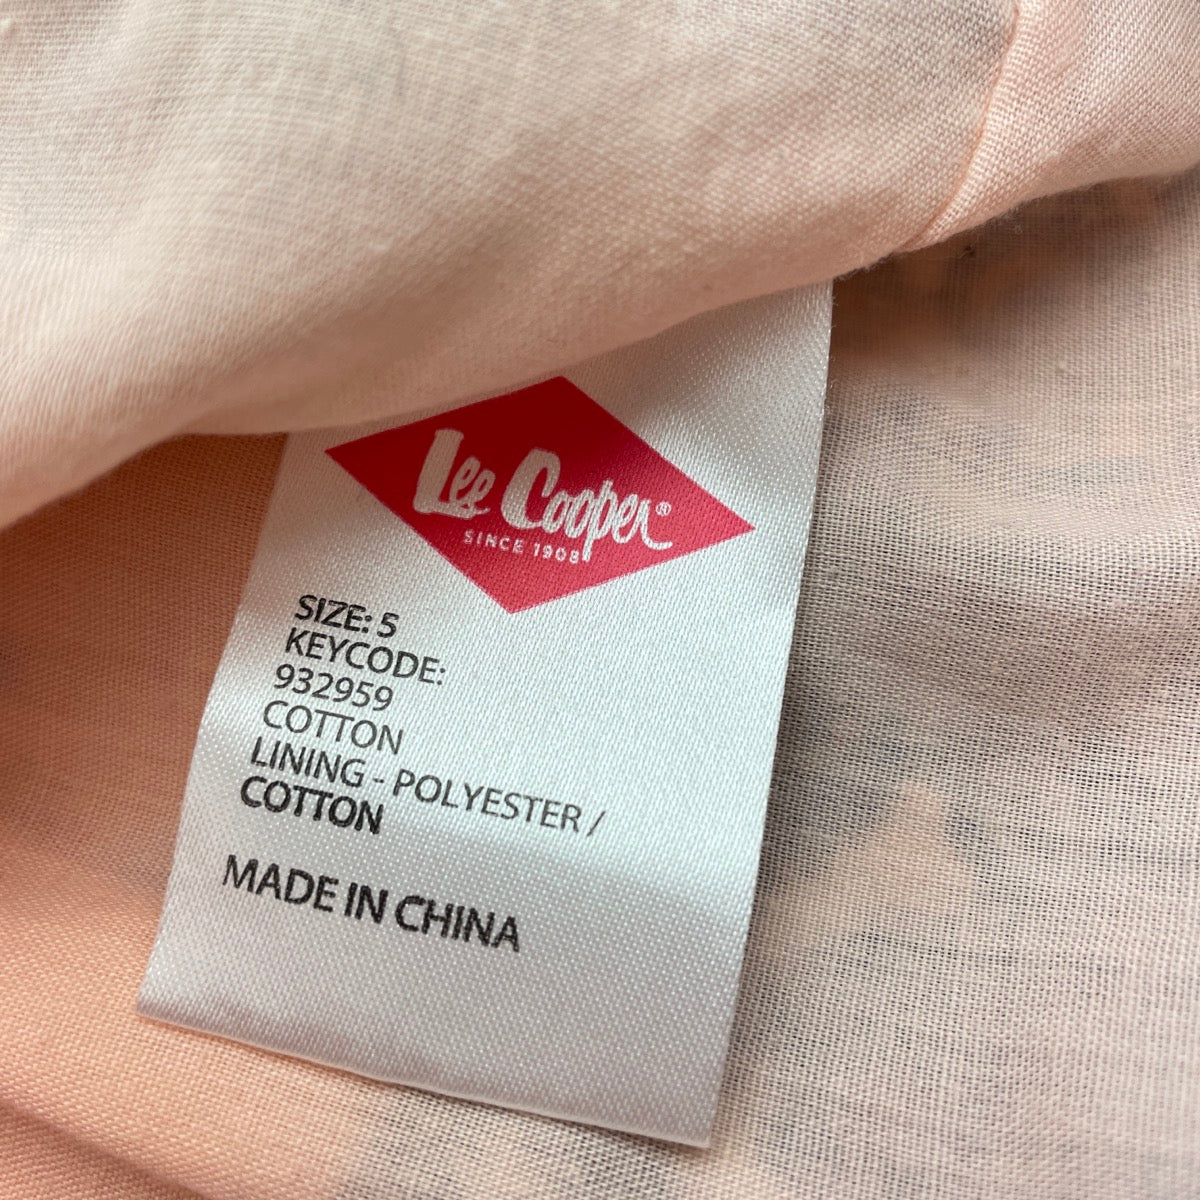 Lee Cooper®
SINCE 1908
SIZE: 5
KEYCODE:
932959
COTTON
LINING - POLYESTER /
COTTON
MADE IN CHINA